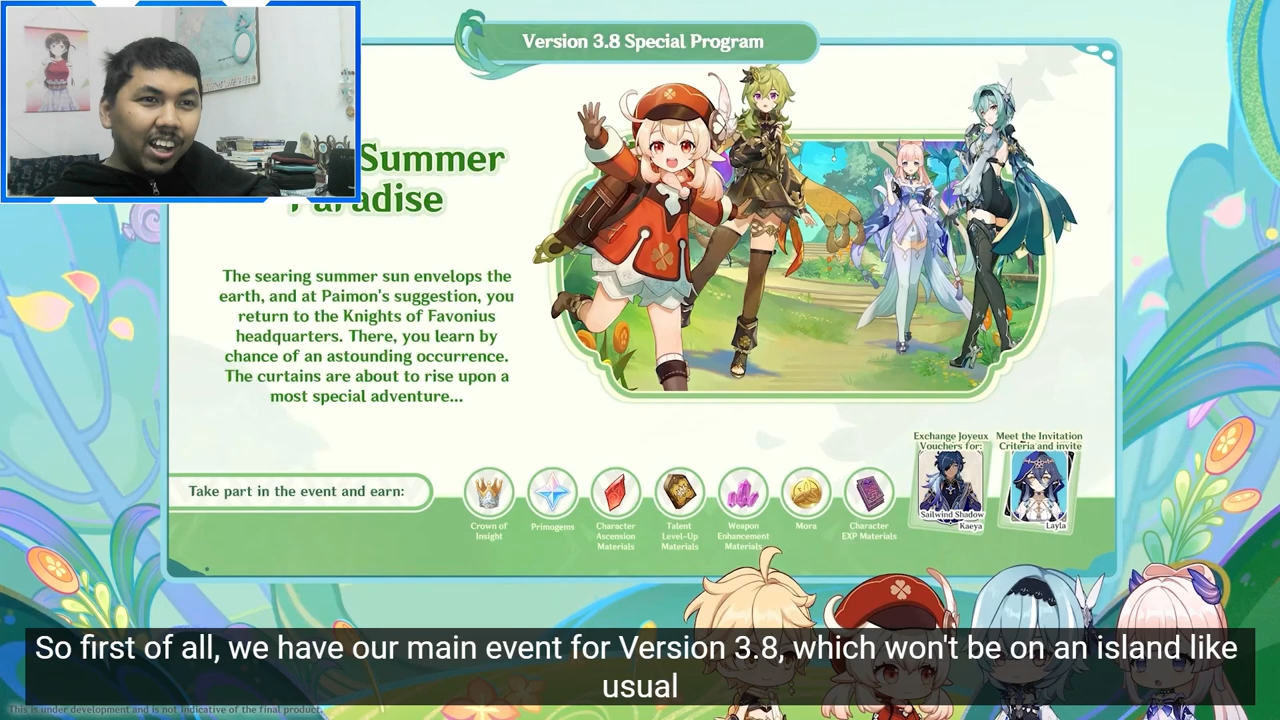 Version 3.8 Special Program
Summer
Paradise
The searing summer sun envelops the
earth, and at Paimon's suggestion, you
return to the Knights of Favonius
headquarters. There, you learn by
chance of an astounding occurrence.
The curtains are about to rise upon a
most special adventure...
Exchange Joyeux
Vouchers for:
Meet the Invitation
Criteria and invite
Take part in the event and earn:
Sailwind Shadow
Kaeya
Layla
Crown of
Insight
Primogems
Character
Ascension
Materials
Talent
Level-Up
Materials
Weapon
Enhancement
Materials
Mora
Character
EXP Materials
So first of all, we have our main event for Version 3.8, which won't be on an island like
usual
This is under development and is not indicative of the final product.